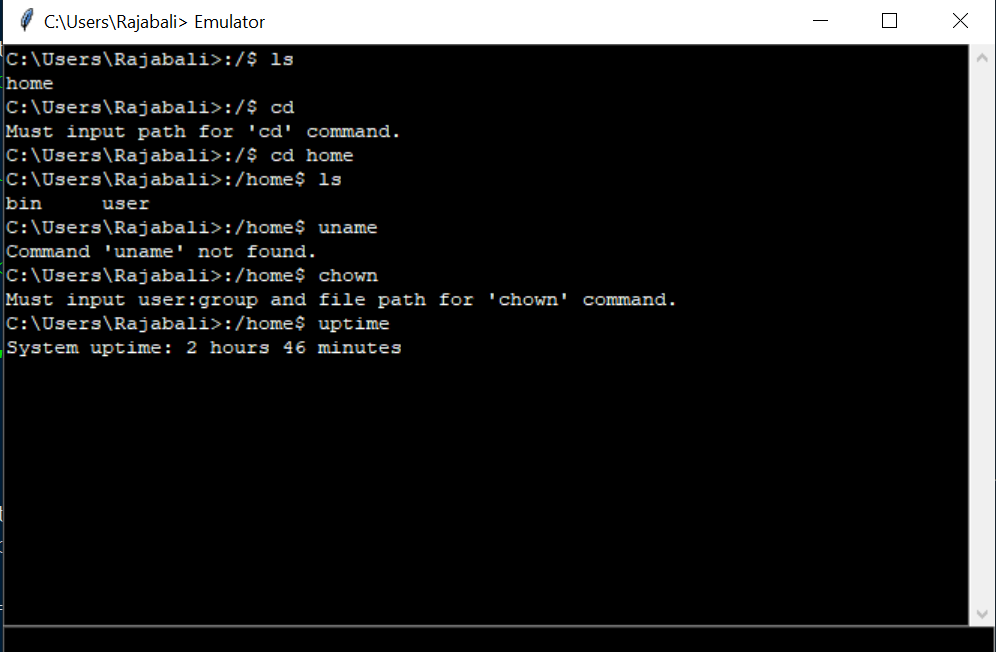 C:\Users\Rajabali> Emulator
C:\Users\Rajabali>:/$ ls
home
C:\Users\Rajabali>:/$ cd
Must input path for 'cd' command.
C:\Users\Rajabali>:/$ cd home
C:\Users\Rajabali>:/home$ ls
bin     user
C:\Users\Rajabali>:/home$ uname
Command 'uname' not found.
C:\Users\Rajabali>:/home$ chown
Must input user:group and file path for 'chown' command.
C:\Users\Rajabali>:/home$ uptime
System uptime: 2 hours 46 minutes